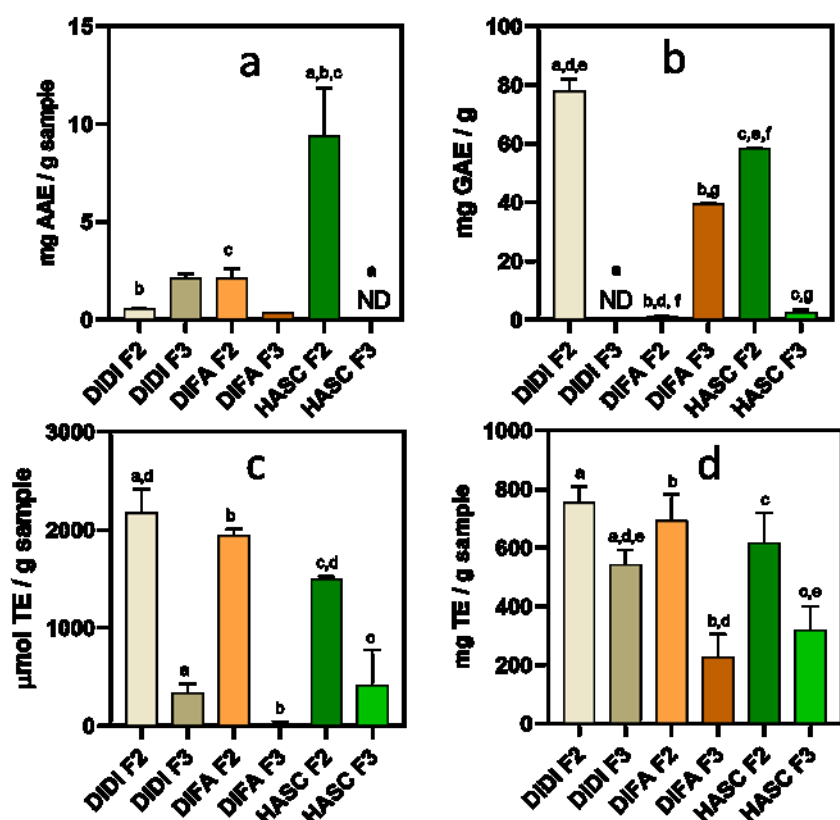 a
mg AAE / g sample
15
10
5
0
b
c
a,b,c
a
ND
DIDI F2
DIDI F3
DIFA F2
DIFA F3
HASC F2
HASC F3
b
mg GAE / g
100
80
60
40
20
0
a,d,e
a
ND
b,d, f
b,g
c,e,f
c,g
DIDI F2
DIDI F3
DIFA F2
DIFA F3
HASC F2
HASC F3
c
µmol TE / g sample
3000
2000
1000
0
a,d
a
b
b
c,d
c
DIDI F2
DIDI F3
DIFA F2
DIFA F3
HASC F2
HASC F3
d
mg TE / g sample
1000
800
600
400
200
0
a
a,d,e
b
b,d
c
c,e
DIDI F2
DIDI F3
DIFA F2
DIFA F3
HASC F2
HASC F3